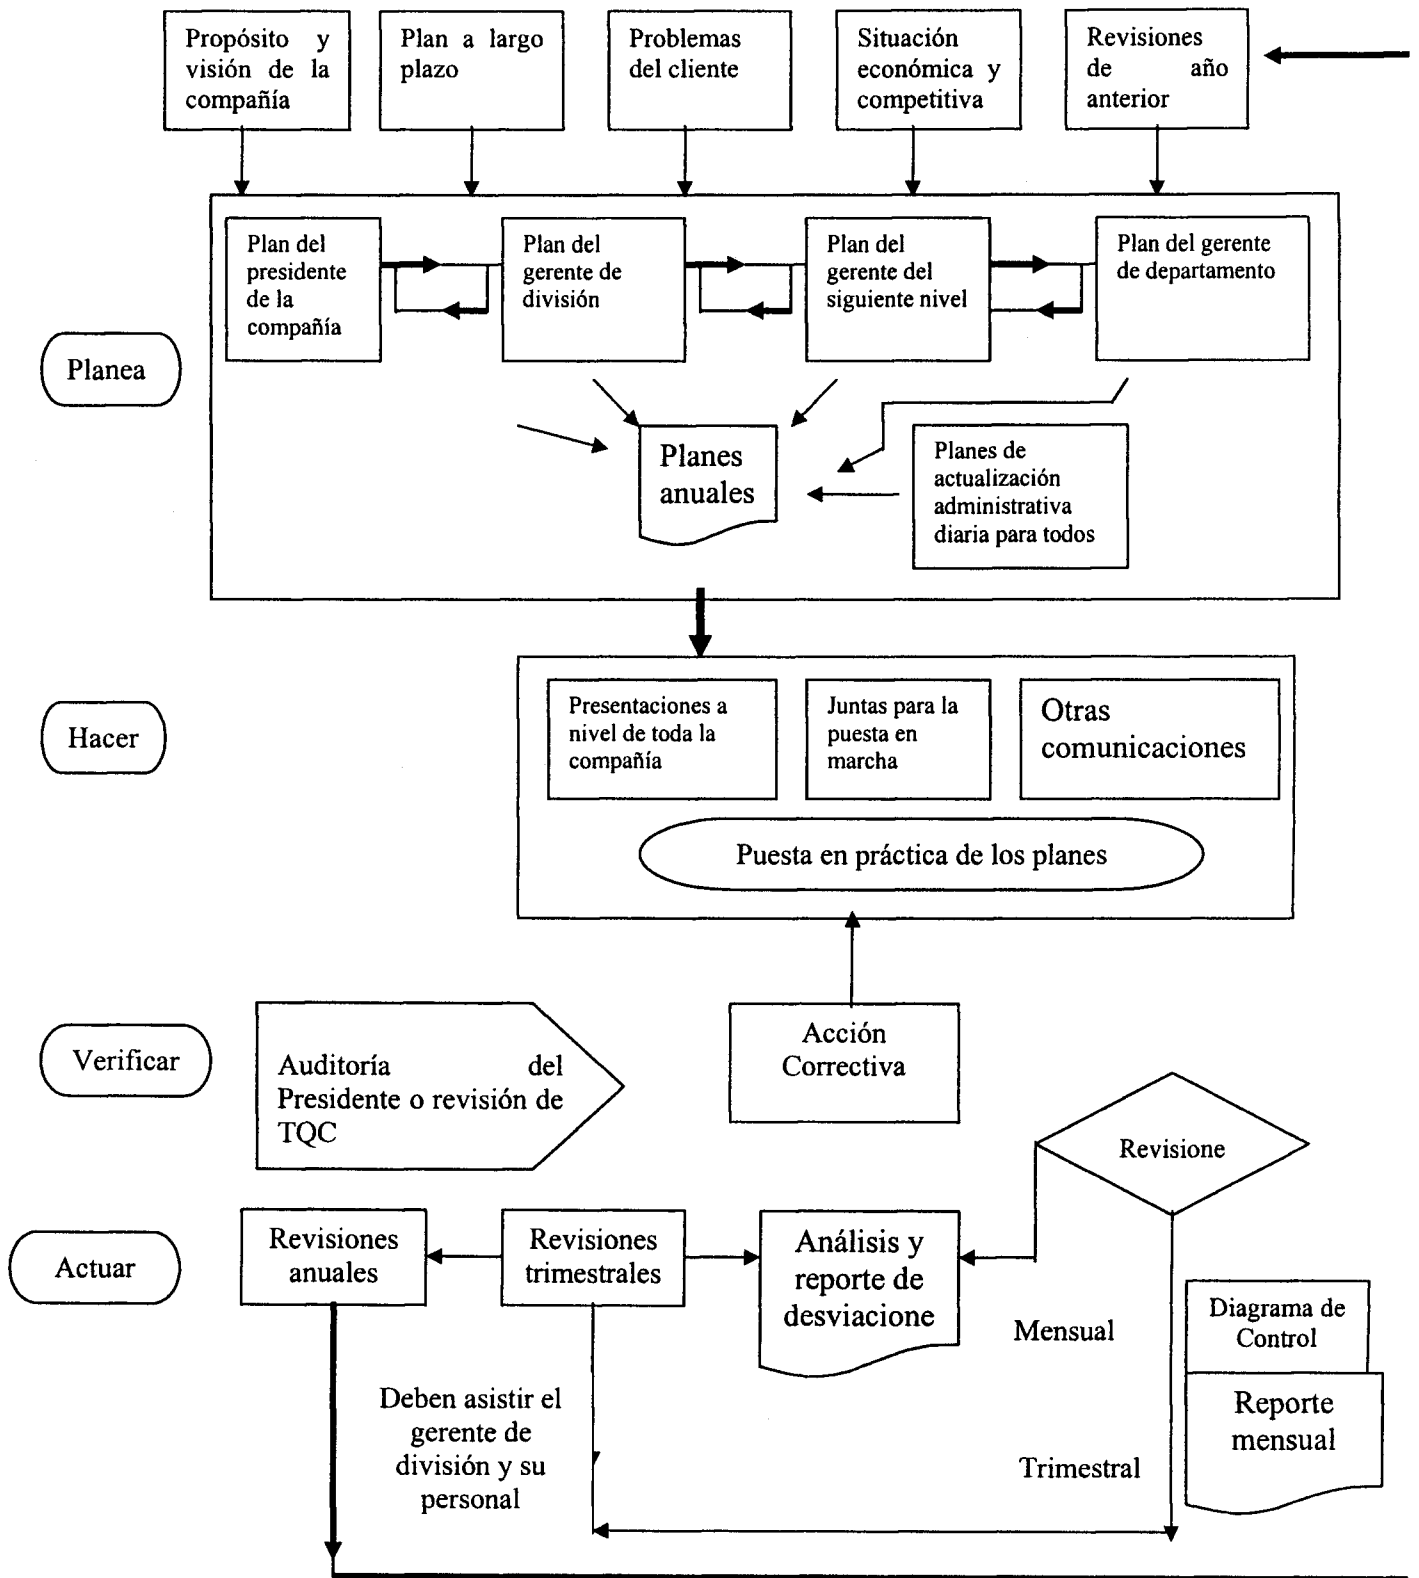 Propósito y
visión de la
compañía
Plan a largo
plazo
Problemas
del cliente
Situación
económica y
competitiva
Revisiones
de año
anterior
Plan del
presidente
de la
compañía
Plan del
gerente de
división
Plan del
gerente del
siguiente nivel
Plan del gerente
de departamento
Planea
Planes
anuales
Planes de
actualización
administrativa
diaria para todos
Hacer
Presentaciones a
nivel de toda la
compañía
Juntas para la
puesta en
marcha
Otras
comunicaciones
Puesta en práctica de los planes
Verificar
Auditoría del
Presidente o revisión de
TQC
Acción
Correctiva
Revisione
Actuar
Revisiones
anuales
Revisiones
trimestrales
Análisis y
reporte de
desviacione
Mensual
Diagrama de
Control
Reporte
mensual
Deben asistir el
gerente de
división y su
personal
Trimestral